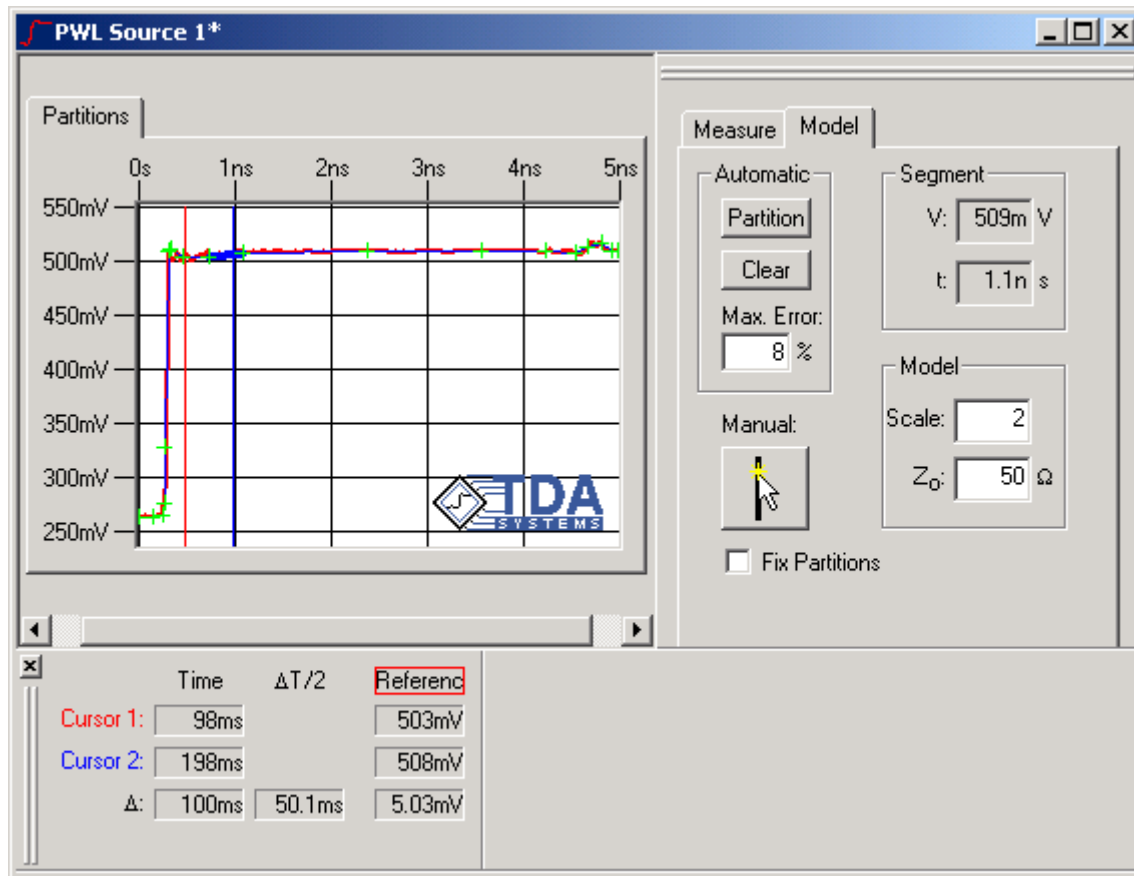 PWL Source 1*
Partitions
0s 1ns 2ns 3ns 4ns 5ns
550mV
500mV
450mV
400mV
350mV
300mV
250mV
TDA
SYSTEMS
Measure Model
Automatic
Partition
Clear
Max. Error:
8 %
Manual:
Fix Partitions
Segment
V: 509m V
t: 1.1n s
Model
Scale: 2
Zo: 50 Ω
Time ΔT/2 Referenc
Cursor 1: 98ms 503mV
Cursor 2: 198ms 508mV
Δ: 100ms 50.1ms 5.03mV